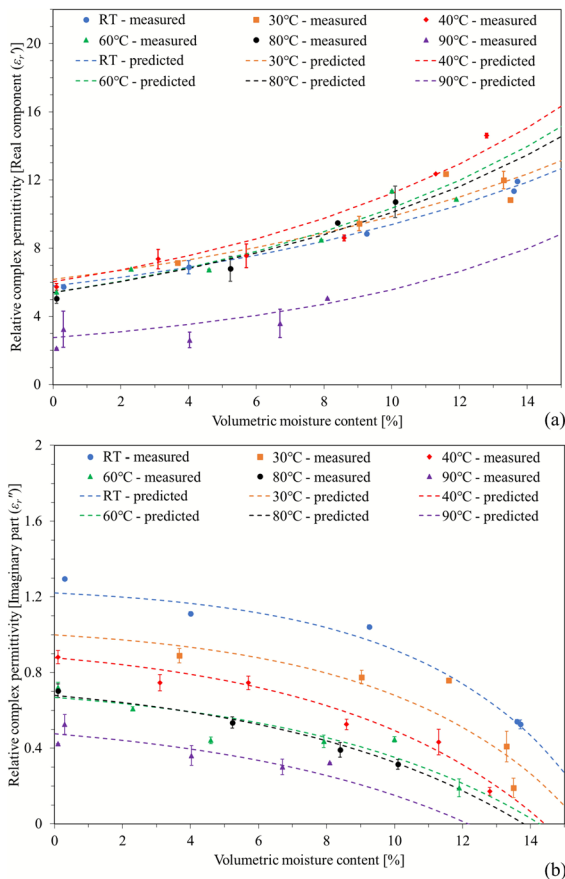 RT - measured 30℃ - measured 40℃ - measured
60℃ - measured 80℃ - measured 90℃ - measured
RT - predicted 30℃ - predicted 40℃ - predicted
60℃ - predicted 80℃ - predicted 90℃ - predicted
Relative complex permittivity [Real component (εᵣ′)]
20
16
12
8
4
0
0 2 4 6 8 10 12 14
Volumetric moisture content [%]
(a)
RT - measured 30℃ - measured 40℃ - measured
60℃ - measured 80℃ - measured 90℃ - measured
RT - predicted 30℃ - predicted 40℃ - predicted
60℃ - predicted 80℃ - predicted 90℃ - predicted
Relative complex permittivity [Imaginary part (εᵣ″)]
2
1.6
1.2
0.8
0.4
0
0 2 4 6 8 10 12 14
Volumetric moisture content [%]
(b)